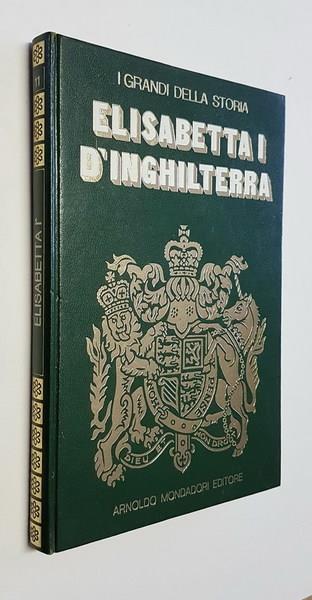 I GRANDI DELLA STORIA
ELISABETTA I
D'INGHILTERRA
DIEU ET MON DROIT
ARNOLDO MONDADORI EDITORE
11
ELISABETTA I